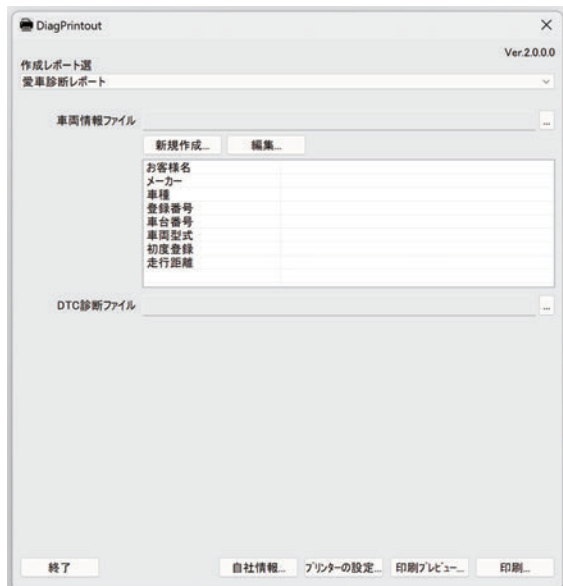 DiagPrintout
Ver.2.0.0.0
作成レポート選
愛車診断レポート
車両情報ファイル
...
新規作成... 編集...
お客様名
メーカー
車種
登録番号
車台番号
車両型式
初度登録
走行距離
DTC診断ファイル
...
終了 自社情報... プリンターの設定... 印刷プレビュー... 印刷...